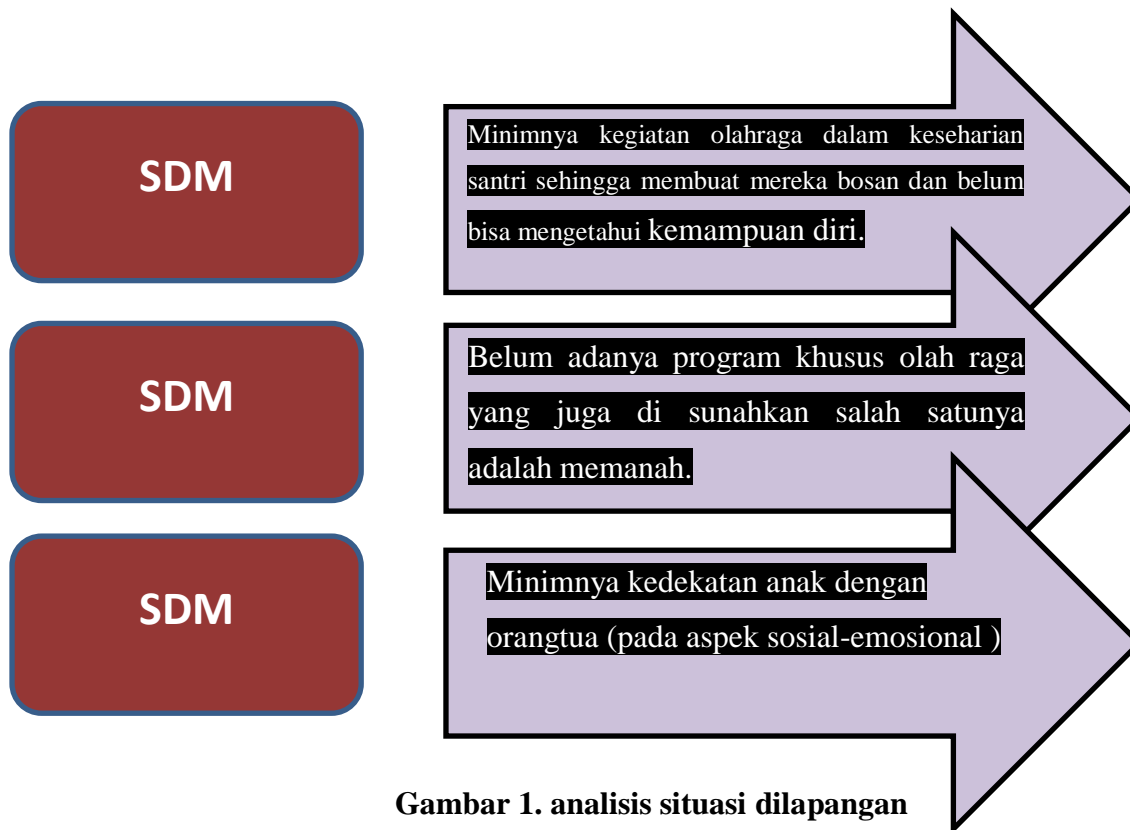 SDM
Minimnya kegiatan olahraga dalam keseharian
santri sehingga membuat mereka bosan dan belum
bisa mengetahui kemampuan diri.
SDM
Belum adanya program khusus olah raga
yang juga di sunahkan salah satunya
adalah memanah.
SDM
Minimnya kedekatan anak dengan
orangtua (pada aspek sosial-emosional )
Gambar 1. analisis situasi dilapangan